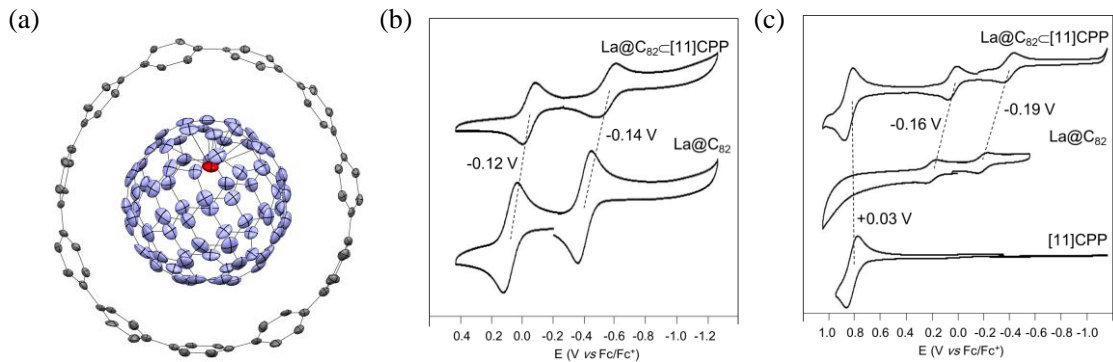 (a)
(b)
La@C₈₂⊂[11]CPP
-0.14 V
La@C₈₂
-0.12 V
0.4 0.2 0.0 -0.2 -0.4 -0.6 -0.8 -1.0 -1.2
E (V vs Fc/Fc⁺)
(c)
La@C₈₂⊂[11]CPP
-0.19 V
-0.16 V
La@C₈₂
+0.03 V
[11]CPP
1.0 0.8 0.6 0.4 0.2 0.0 -0.2 -0.4 -0.6 -0.8 -1.0
E (V vs Fc/Fc⁺)